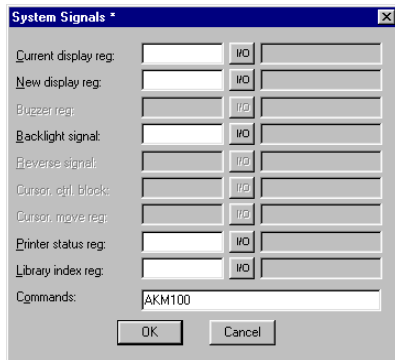 System Signals *
Current display reg: I/O
New display reg: I/O
Buzzer reg: I/O
Backlight signal: I/O
Reverse signal: I/O
Cursor. ctrl. block: I/O
Cursor. move reg: I/O
Printer status reg: I/O
Library index reg: I/O
Commands: AKM100
OK Cancel